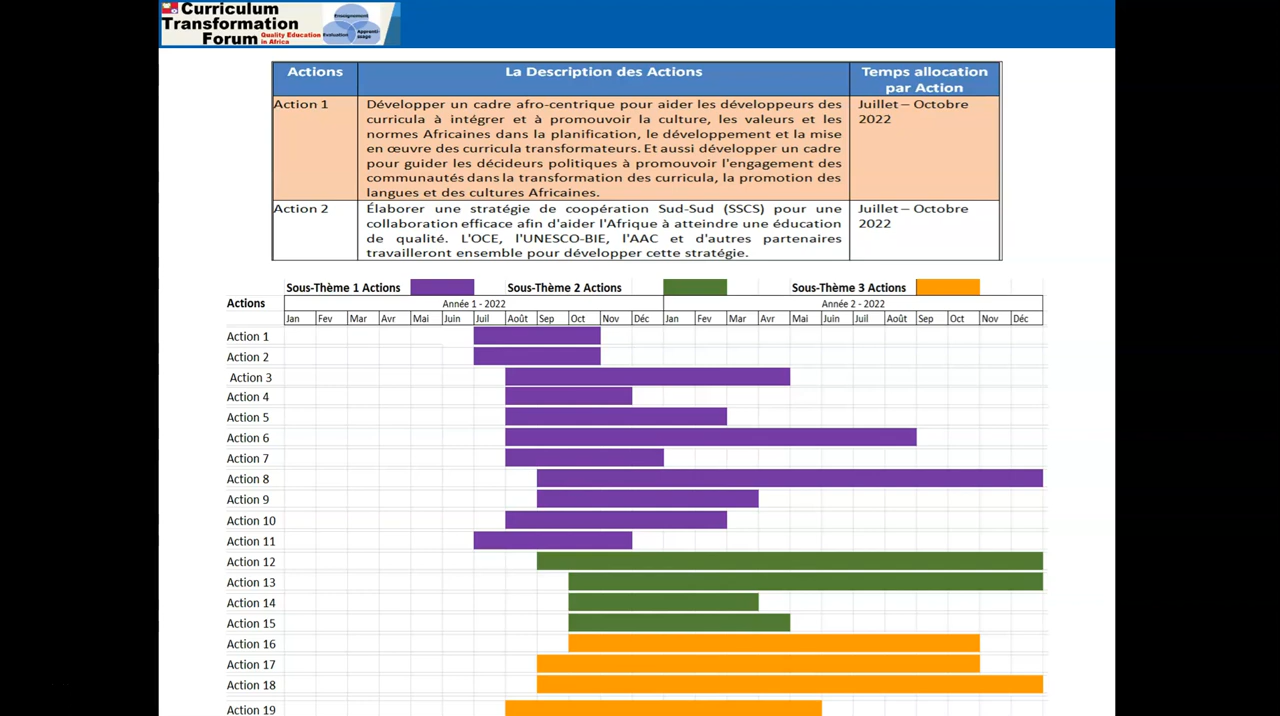 Curriculum
Transformation
Forum
Quality Education
in Africa
Enseignement
Evaluation
Apprenti-
ssage
Actions
La Description des Actions
Temps allocation
par Action
Action 1
Développer un cadre afro-centrique pour aider les développeurs des
curricula à intégrer et à promouvoir la culture, les valeurs et les
normes Africaines dans la planification, le développement et la mise
en œuvre des curricula transformateurs. Et aussi développer un cadre
pour guider les décideurs politiques à promouvoir l'engagement des
communautés dans la transformation des curricula, la promotion des
langues et des cultures Africaines.
Juillet – Octobre
2022
Action 2
Élaborer une stratégie de coopération Sud-Sud (SSCS) pour une
collaboration efficace afin d'aider l'Afrique à atteindre une éducation
de qualité. L'OCE, l'UNESCO-BIE, l'AAC et d'autres partenaires
travailleront ensemble pour développer cette stratégie.
Juillet – Octobre
2022
Sous-Thème 1 Actions Sous-Thème 2 Actions Sous-Thème 3 Actions
Actions Année 1 - 2022 Année 2 - 2022
Jan Fev Mar Avr Mai Juin Juil Août Sep Oct Nov Déc Jan Fev Mar Avr Mai Juin Juil Août Sep Oct Nov Déc
Action 1
Action 2
Action 3
Action 4
Action 5
Action 6
Action 7
Action 8
Action 9
Action 10
Action 11
Action 12
Action 13
Action 14
Action 15
Action 16
Action 17
Action 18
Action 19